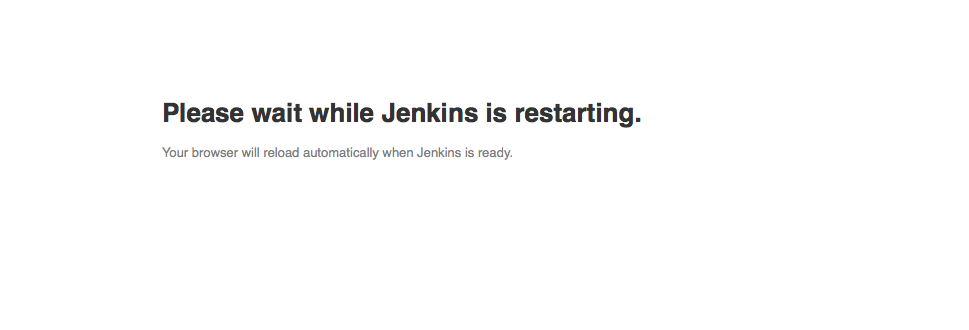 Please wait while Jenkins is restarting.
Your browser will reload automatically when Jenkins is ready.